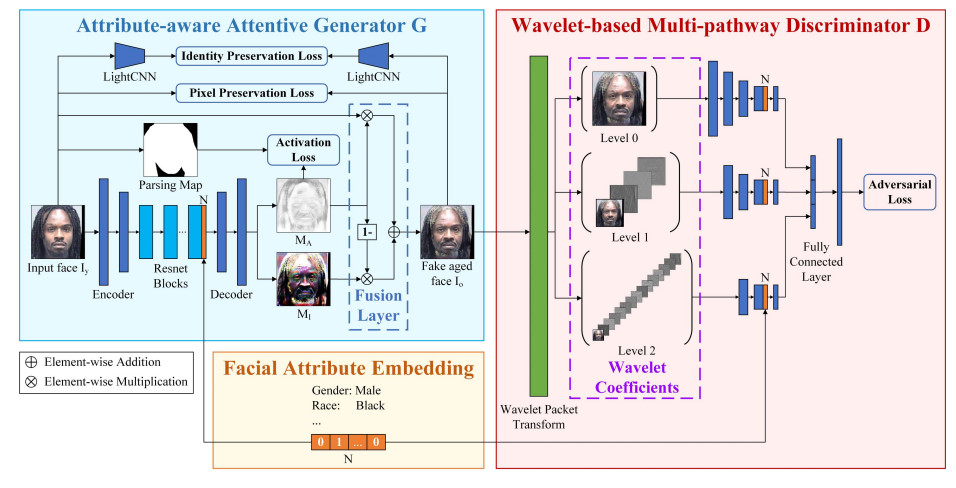 Attribute-aware Attentive Generator G
LightCNN
Identity Preservation Loss
LightCNN
Pixel Preservation Loss
Activation
Loss
Parsing Map
N
M_A
1-
Input face I_y
Encoder
Resnet
Blocks
Decoder
M_I
Fusion
Layer
Fake aged
face I_o
Element-wise Addition
Element-wise Multiplication
Facial Attribute Embedding
Gender: Male
Race: Black
...
0 1 ... 0
N
Wavelet-based Multi-pathway Discriminator D
Wavelet Packet
Transform
Level 0
Level 1
Level 2
Wavelet
Coefficients
N
N
N
Fully
Connected
Layer
Adversarial
Loss